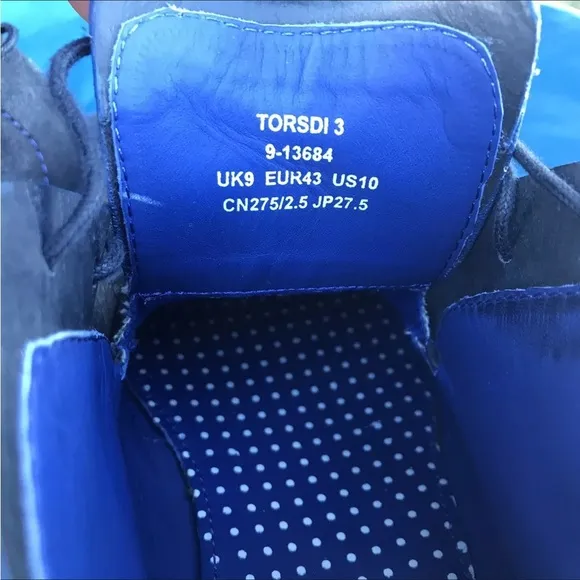 TORSDI 3
9-13684
UK9 EUR43 US10
CN275/2.5 JP27.5